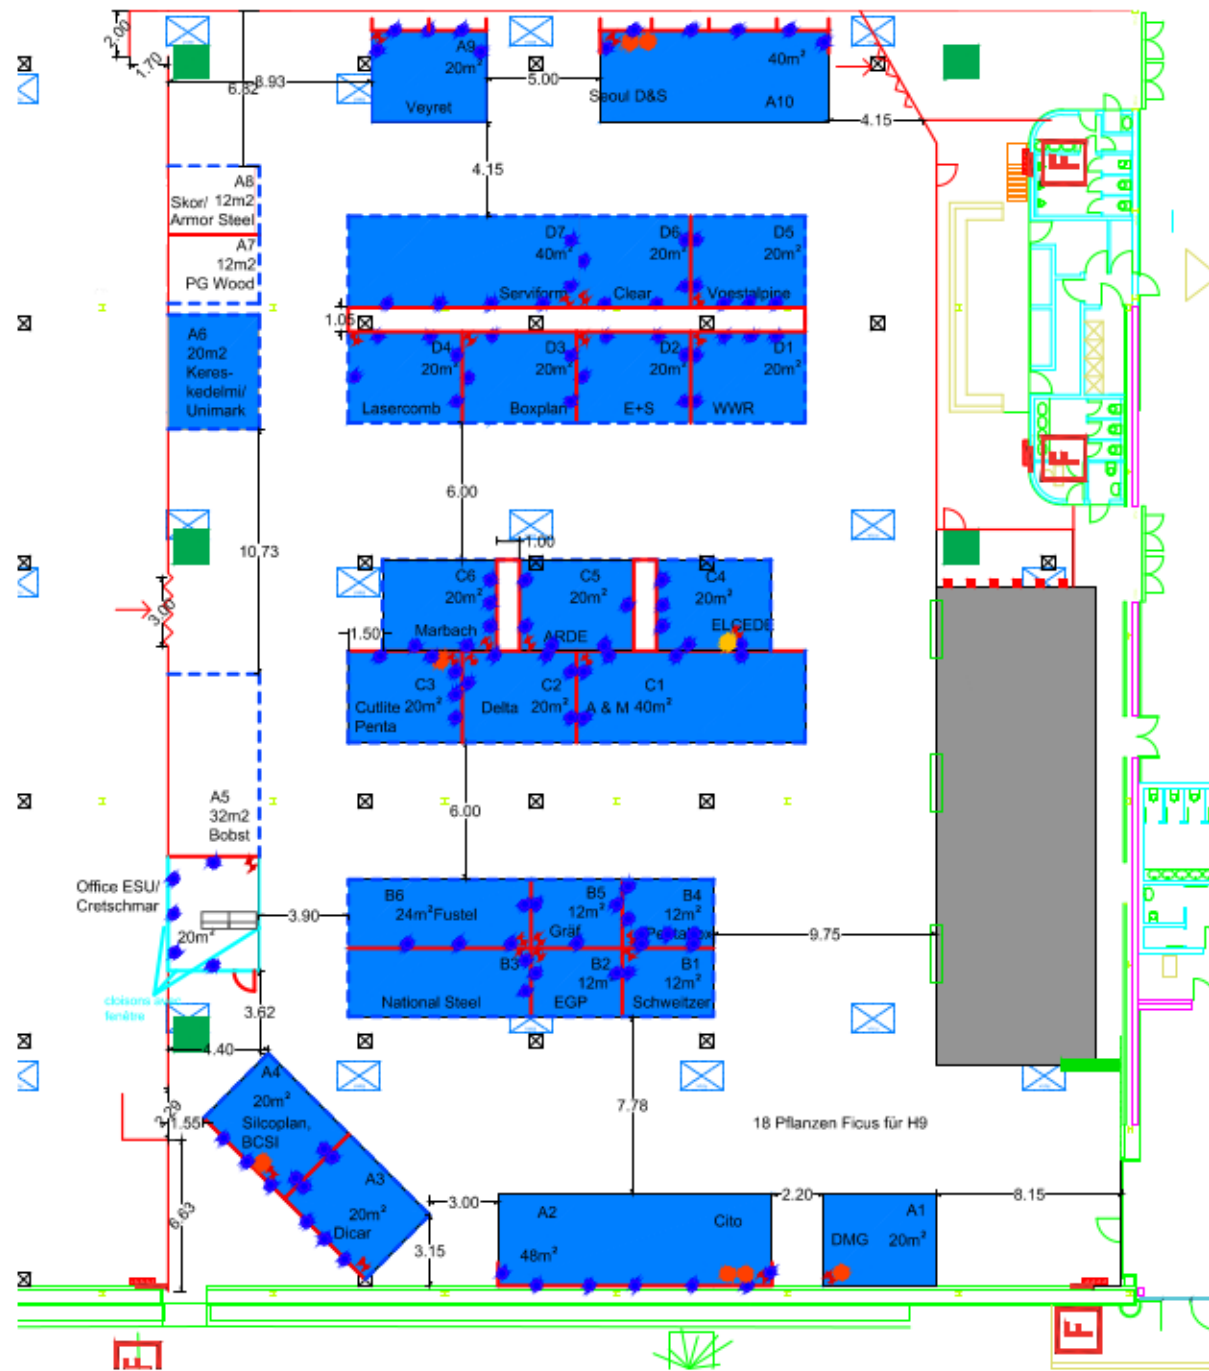 2.00
1.70
8.93
A9
20m²
Veyret
5.00
40m²
Seoul D&S
A10
4.15
4.15
A8
Skor/ 12m2
Armor Steel
A7
12m2
PG Wood
A6
20m2
Keres-
kedelmi/
Unimark
D7
40m²
Serviform
D6
20m²
Clear
D5
20m²
Voestalpine
1.05
D4
20m²
Lasercomb
D3
20m²
Boxplan
D2
20m²
E+S
D1
20m²
WWR
F
F
6.00
10,73
1.00
3.00
C6
20m²
Marbach
C5
20m²
ARDE
C4
20m²
ELCEDE
1.50
C3
Cutlite 20m²
Penta
C2
Delta 20m²
C1
A & M 40m²
6.00
A5
32m2
Bobst
Office ESU/
Cretschmar
20m²
3.90
B6
24m²Fustel
B5
12m²
Gräf
B4
12m²
9.75
B3
National Steel
B2
12m
EGP
B1
12m²
Schweitzer
cloisons avec
fenêtre
3.62
4.40
A4
20m²
Silcoplan,
BCSI
2.29
1.55
7.78
18 Pflanzen Ficus für H9
A3
20m²
Dicar
6.63
3.00
3.15
A2
Cito
48m²
2.20
A1
DMG 20m²
8.15
F
F